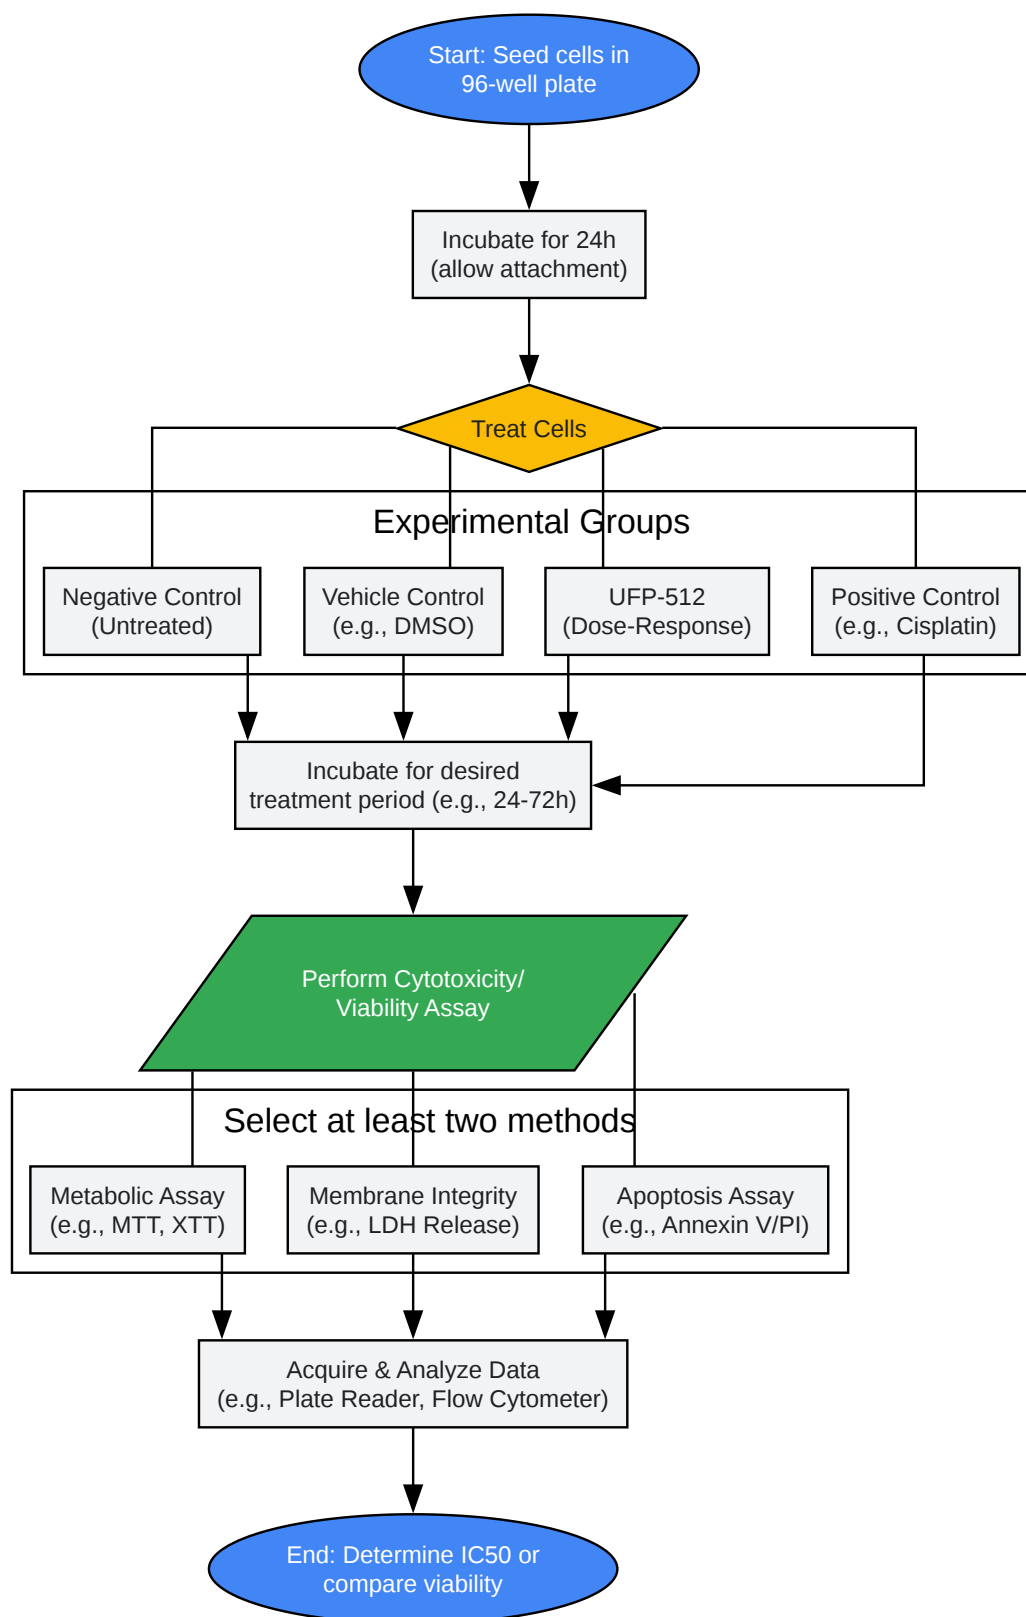 Start: Seed cells in
96-well plate
Incubate for 24h
(allow attachment)
Treat Cells
Experimental Groups
Negative Control
(Untreated)
Vehicle Control
(e.g., DMSO)
UFP-512
(Dose-Response)
Positive Control
(e.g., Cisplatin)
Incubate for desired
treatment period (e.g., 24-72h)
Perform Cytotoxicity/
Viability Assay
Select at least two methods
Metabolic Assay
(e.g., MTT, XTT)
Membrane Integrity
(e.g., LDH Release)
Apoptosis Assay
(e.g., Annexin V/PI)
Acquire & Analyze Data
(e.g., Plate Reader, Flow Cytometer)
End: Determine IC50 or
compare viability